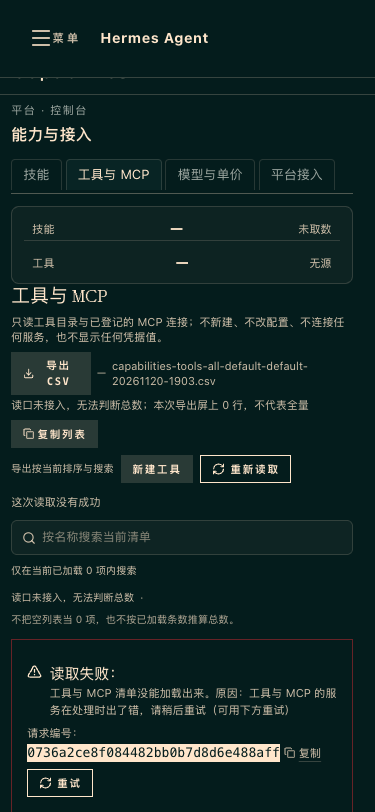 菜单 Hermes Agent
平台 · 控制台
能力与接入
技能 工具与 MCP 模型与单价 平台接入
技能 — 未取数
工具 — 无源
工具与 MCP
只读工具目录与已登记的 MCP 连接；不新建、不改配置、不连接任
何服务，也不显示任何凭据值。
导出 CSV — capabilities-tools-all-default-default-
20261120-1903.csv
读口未接入，无法判断总数；本次导出屏上 0 行，不代表全量
复制列表
导出按当前排序与搜索 新建工具 重新读取
这次读取没有成功
按名称搜索当前清单
仅在当前已加载 0 项内搜索
读口未接入，无法判断总数 ·
不把空列表当 0 项，也不按已加载条数推算总数。
读取失败：
工具与 MCP 清单没能加载出来。原因：工具与 MCP 的服
务在处理时出了错，请稍后重试（可用下方重试）
请求编号：
0736a2ce8f084482bb0b7d8d6e488aff 复制
重试